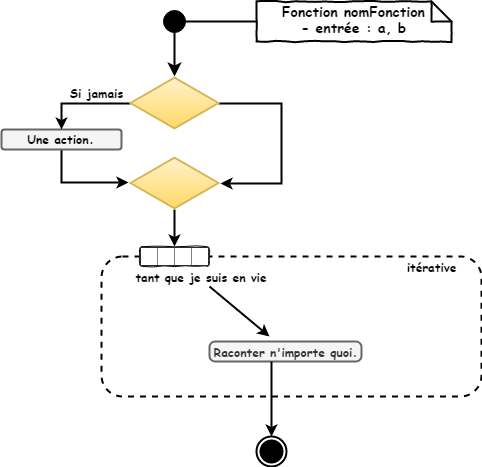 Fonction nomFonction
- entrée : a, b
Si jamais
Une action.
itérative
tant que je suis en vie
Raconter n'importe quoi.